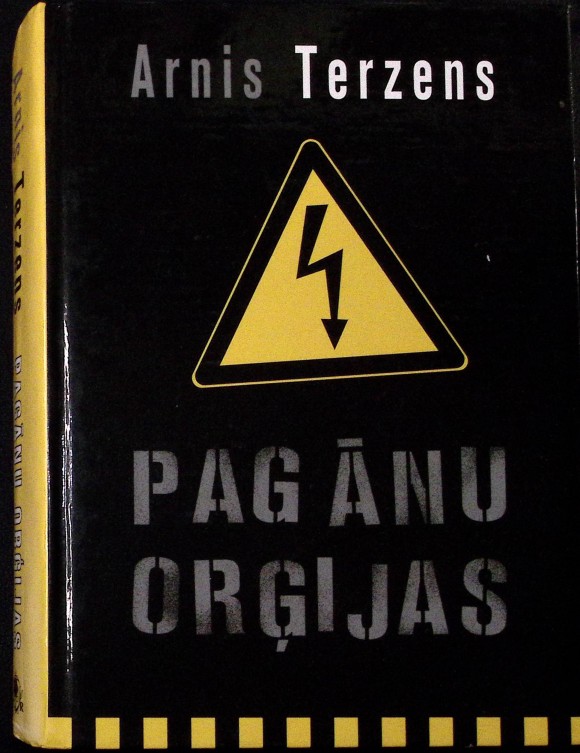 Arnis Terzens
PAGĀNU
ORĢIJAS
Arnis Terzens PAGĀNU ORĢIJAS